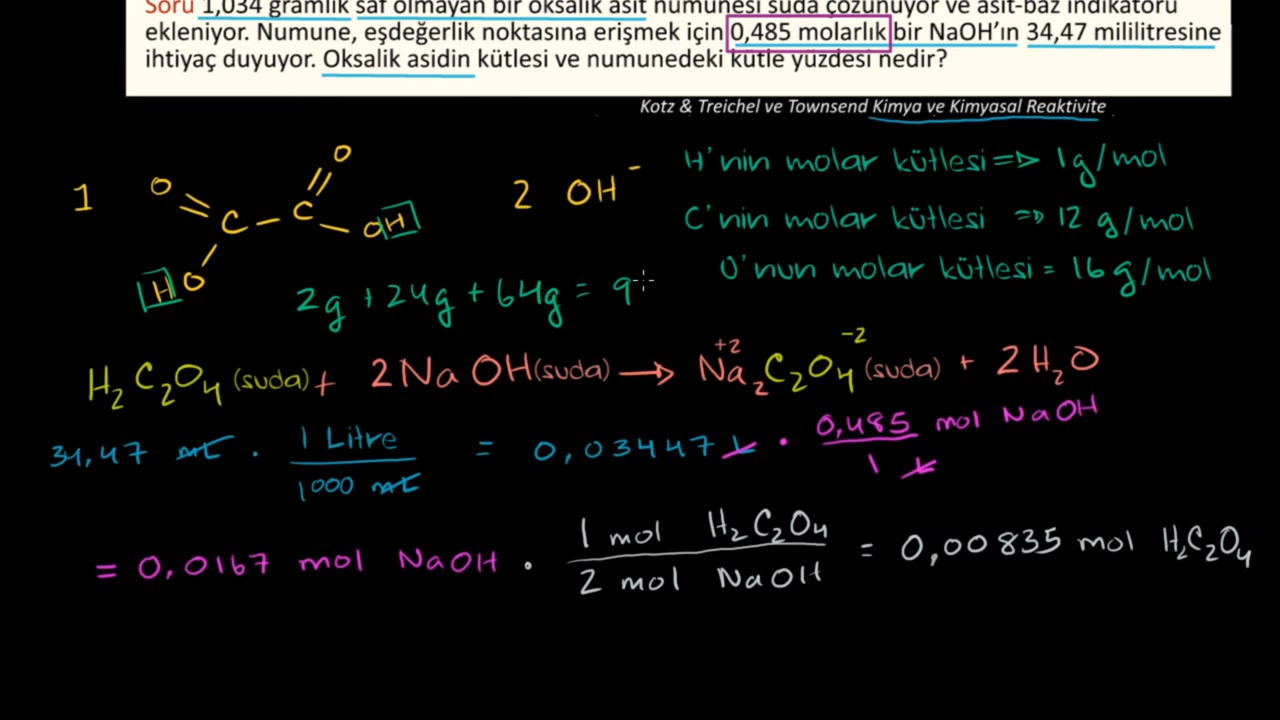 Soru 1,034 gramlık saf olmayan bir oksalik asit numunesi suda çözünüyor ve asit-baz indikatörü
ekleniyor. Numune, eşdeğerlik noktasına erişmek için 0,485 molarlık bir NaOH'ın 34,47 mililitresine
ihtiyaç duyuyor. Oksalik asidin kütlesi ve numunedeki kütle yüzdesi nedir?
Kotz & Treichel ve Townsend Kimya ve Kimyasal Reaktivite
H'nin molar kütlesi => 1g/mol
C'nin molar kütlesi => 12 g/mol
O'nun molar kütlesi = 16 g/mol
1
O O
C - C
OH
HO
2 OH⁻
2g + 24g + 64g = 9
H₂C₂O₄ (suda) + 2NaOH (suda) → Na₂⁺²C₂O₄⁻² (suda) + 2H₂O
34,47 mL . 1 Litre / 1000 mL = 0,03447 L . 0,485 mol NaOH / 1 L
= 0,0167 mol NaOH . 1 mol H₂C₂O₄ / 2 mol NaOH = 0,00835 mol H₂C₂O₄